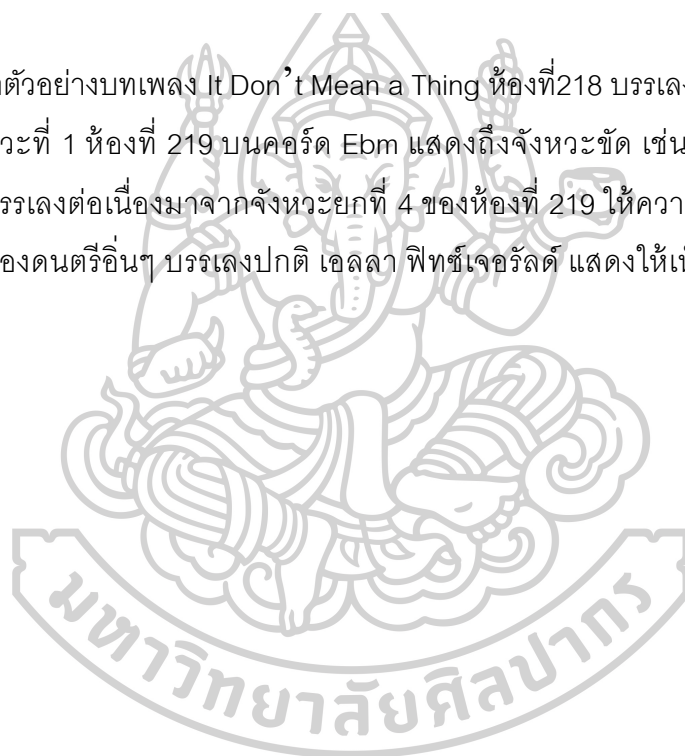 ตัวอย่างบทเพลง It Don’t Mean a Thing ห้องที่218 บรรเลง
วะที่ 1 ห้องที่ 219 บนคอร์ด Ebm แสดงถึงจังหวะขัด เช่น
รรเลงต่อเนื่องมาจากจังหวะยกที่ 4 ของห้องที่ 219 ให้ควา
องดนตรีอื่นๆ บรรเลงปกติ เอลลา ฟิทซ์เจอรัลด์ แสดงให้เ
มหาวิทยาลัยศิลปากร